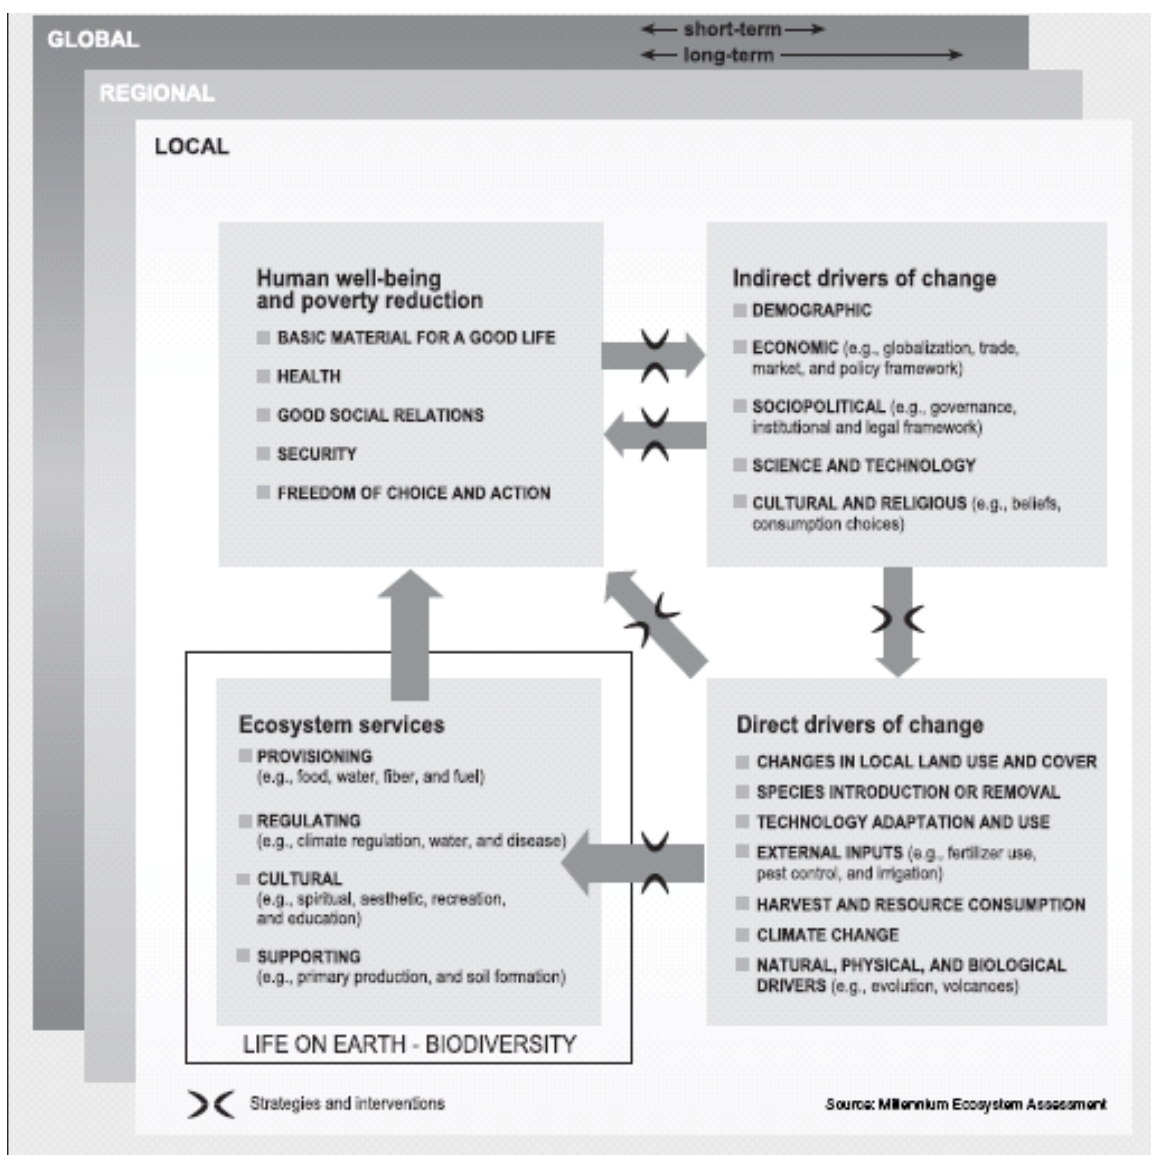 GLOBAL
short-term
long-term
REGIONAL
LOCAL
Human well-being
and poverty reduction
BASIC MATERIAL FOR A GOOD LIFE
HEALTH
GOOD SOCIAL RELATIONS
SECURITY
FREEDOM OF CHOICE AND ACTION
Indirect drivers of change
DEMOGRAPHIC
ECONOMIC (e.g., globalization, trade,
market, and policy framework)
SOCIOPOLITICAL (e.g., governance,
institutional and legal framework)
SCIENCE AND TECHNOLOGY
CULTURAL AND RELIGIOUS (e.g., beliefs,
consumption choices)
Ecosystem services
PROVISIONING
(e.g., food, water, fiber, and fuel)
REGULATING
(e.g., climate regulation, water, and disease)
CULTURAL
(e.g., spiritual, aesthetic, recreation,
and education)
SUPPORTING
(e.g., primary production, and soil formation)
LIFE ON EARTH - BIODIVERSITY
Direct drivers of change
CHANGES IN LOCAL LAND USE AND COVER
SPECIES INTRODUCTION OR REMOVAL
TECHNOLOGY ADAPTATION AND USE
EXTERNAL INPUTS (e.g., fertilizer use,
pest control, and irrigation)
HARVEST AND RESOURCE CONSUMPTION
CLIMATE CHANGE
NATURAL, PHYSICAL, AND BIOLOGICAL
DRIVERS (e.g., evolution, volcanoes)
Strategies and interventions
Source: Millennium Ecosystem Assessment